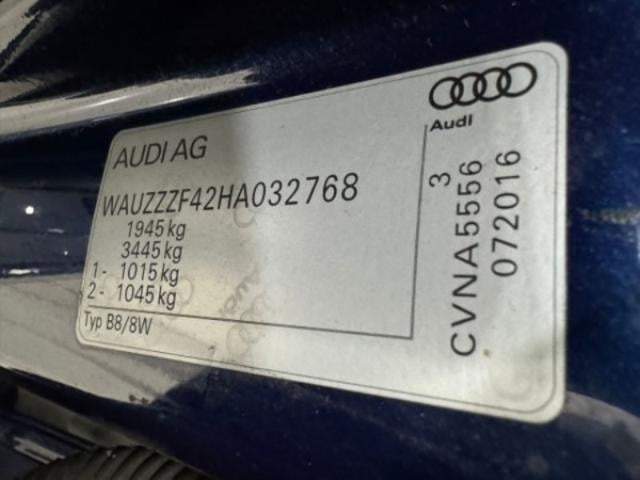 AUDI AG
WAUZZZF42HA032768
1945 kg
3445 kg
1- 1015 kg
2- 1045 kg
Typ B8/8W
Audi
3
CVNA5556
072016